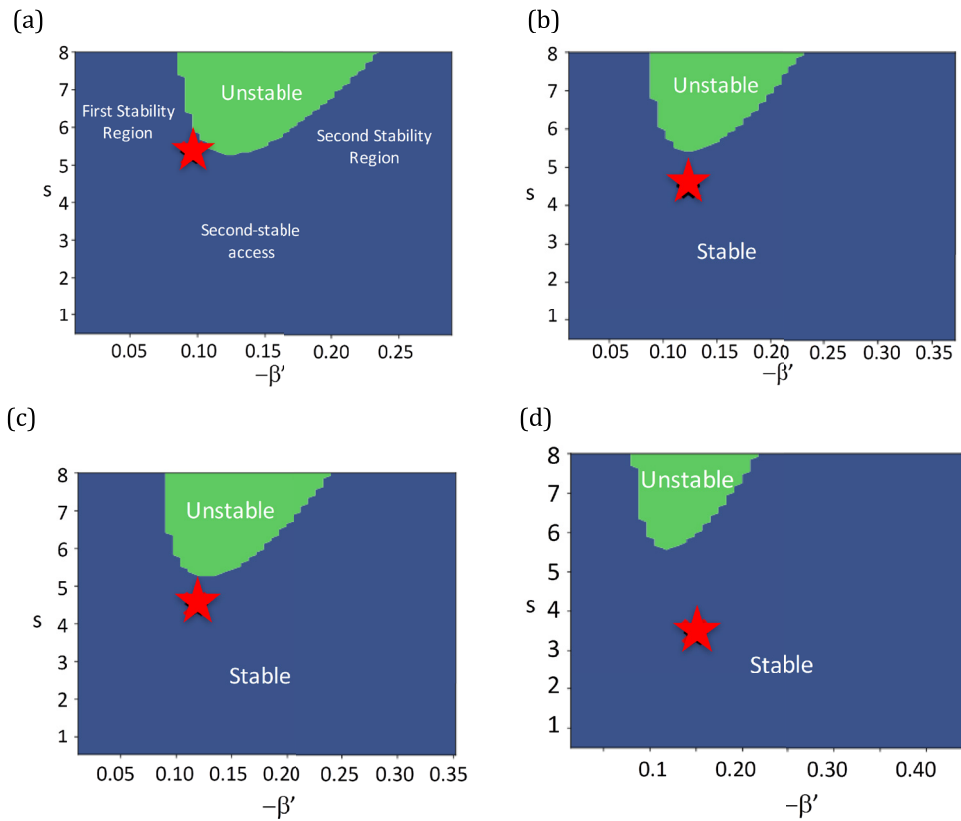 (a)
8
7
6
5
s
4
3
2
1
Unstable
First Stability
Region
Second Stability
Region
Second-stable
access
0.05 0.10 0.15 0.20 0.25
−β’
(b)
8
7
6
5
s
4
3
2
1
Unstable
Stable
0.05 0.10 0.15 0.20 0.30 0.35
−β’
(c)
8
7
6
5
s
4
3
2
1
Unstable
Stable
0.05 0.10 0.15 0.20 0.25 0.30 0.35
−β’
(d)
8
7
6
5
s
4
3
2
1
Unstable
Stable
0.1 0.20 0.30 0.40
−β’